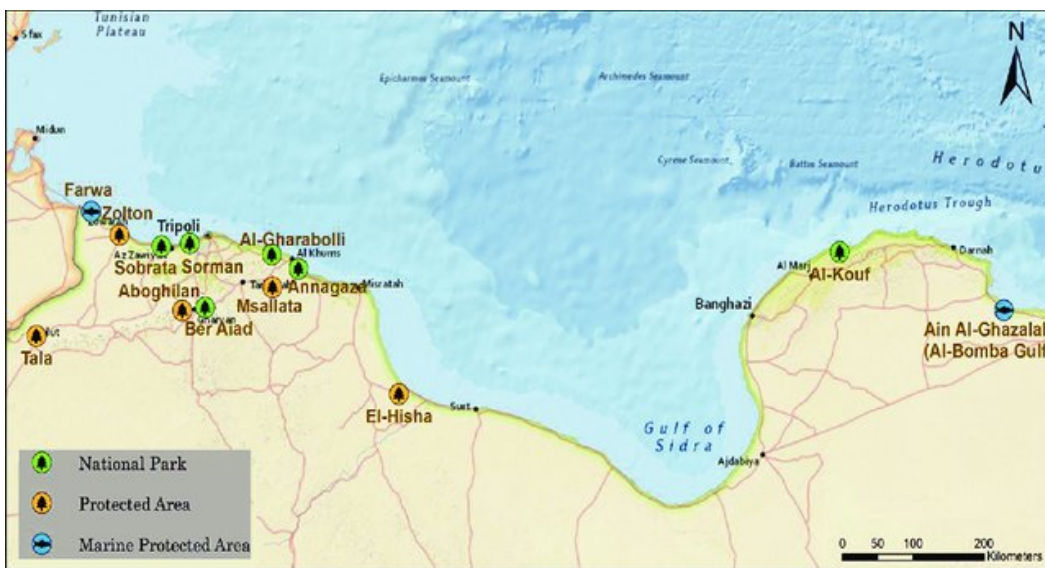 Tunisian
Plateau
Sfax
N
Epicharmos Seamount
Archimedes Seamount
Midun
Cyrene Seamount
Battus Seamount
Herodotu
Farwa
Zolton
Herodotus Trough
Tripoli
Al-Gharabolli
Az Zawiyah
Al Khums
Darnah
Sobrata
Sorman
Al Marj
Al-Kouf
Annagaza
Misratah
Aboghilan
Msallata
Banghazi
Gharyan
Ber Aiad
Ain Al-Ghazalah
(Al-Bomba Gulf
Tala
El-Hisha
Surt
Gulf of
Sidra
Ajdabiya
National Park
Protected Area
Marine Protected Area
0 50 100 200
Kilometers